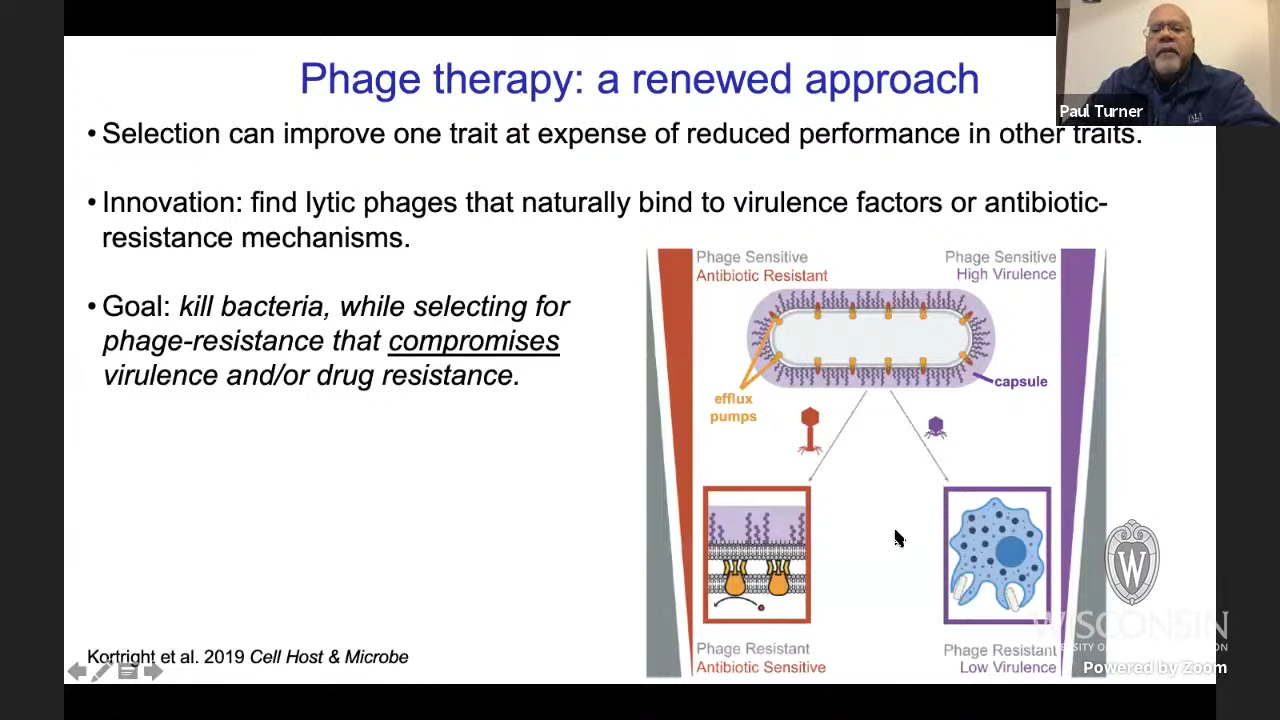 Phage therapy: a renewed approach
Paul Turner
• Selection can improve one trait at expense of reduced performance in other traits.
• Innovation: find lytic phages that naturally bind to virulence factors or antibiotic-
resistance mechanisms.
• Goal: kill bacteria, while selecting for
phage-resistance that compromises
virulence and/or drug resistance.
Phage Sensitive
Antibiotic Resistant
Phage Sensitive
High Virulence
efflux
pumps
capsule
Phage Resistant
Antibiotic Sensitive
Phage Resistant
Low Virulence
Kortright et al. 2019 Cell Host & Microbe
W
WISCONSIN
Powered by Zoom